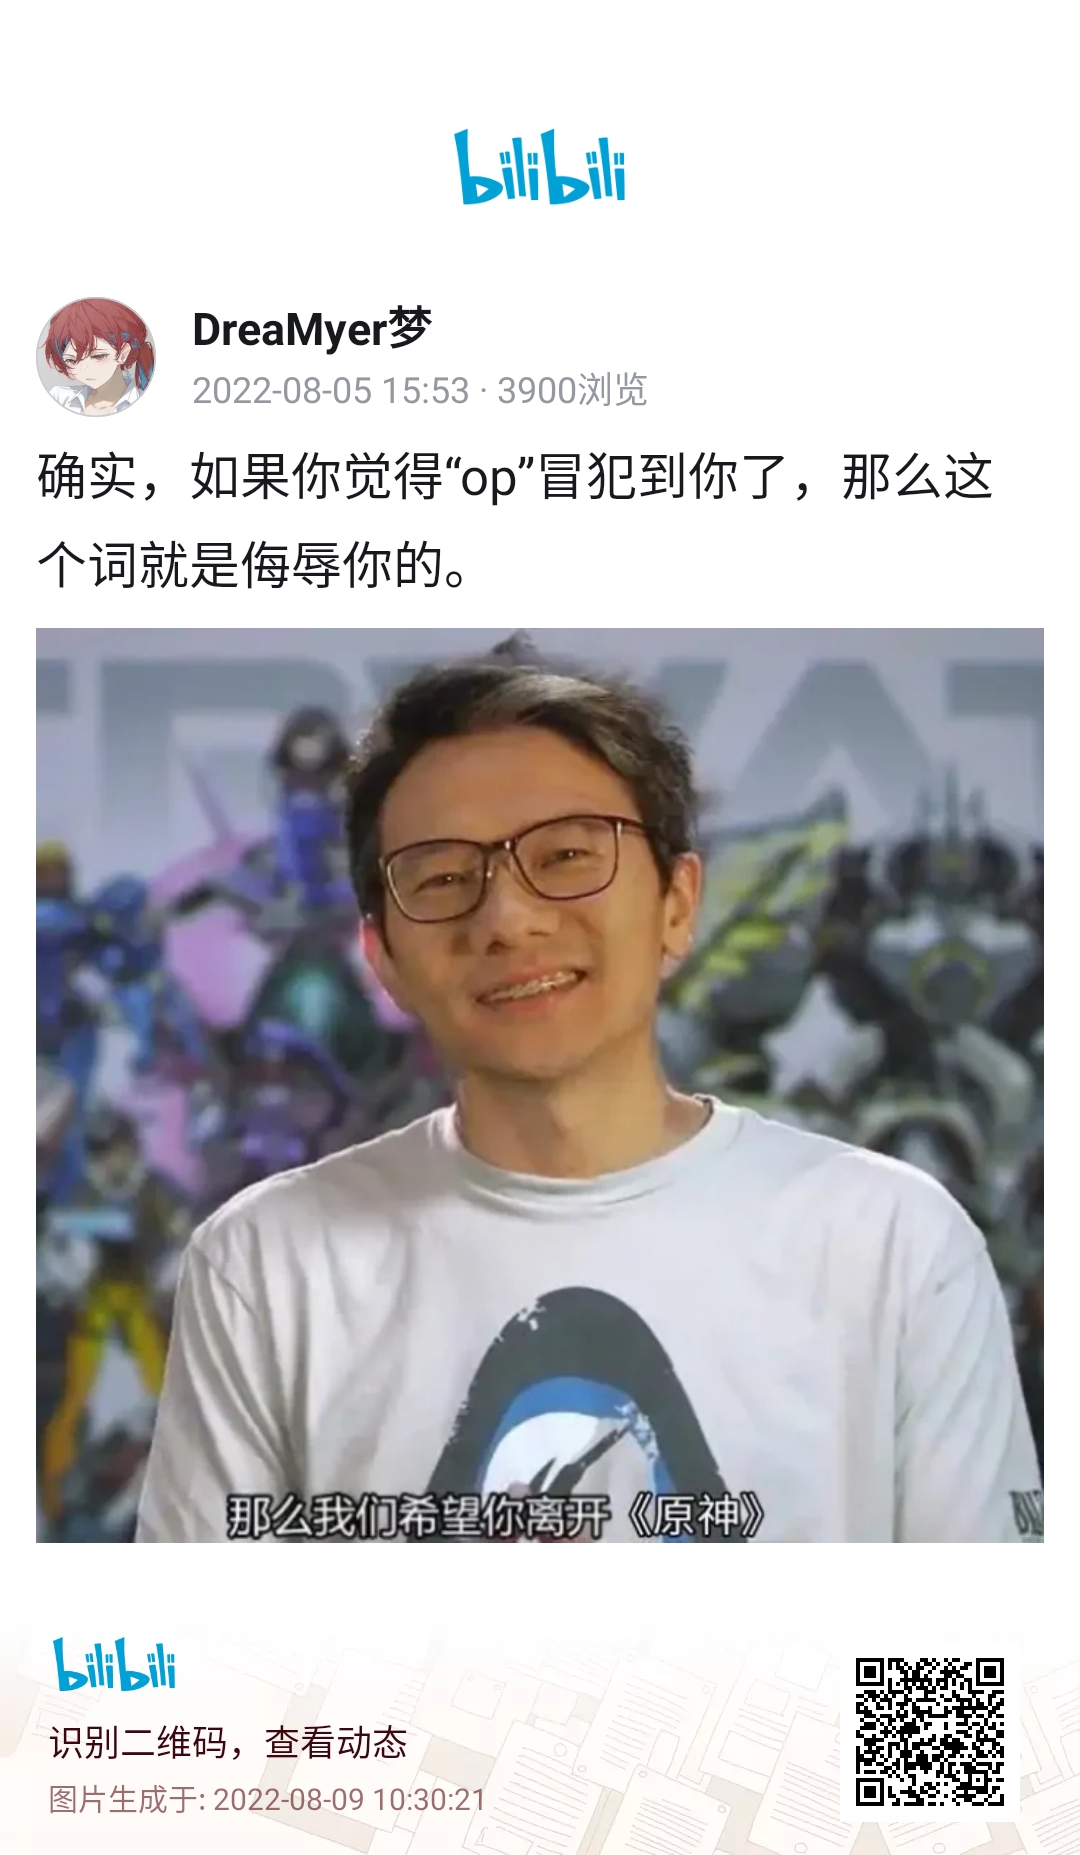 bilibili
DreaMyer梦
2022-08-05 15:53 · 3900浏览
确实，如果你觉得“op”冒犯到你了，那么这
个词就是侮辱你的。
那么我们希望你离开《原神》
bilibili
识别二维码，查看动态
图片生成于: 2022-08-09 10:30:21